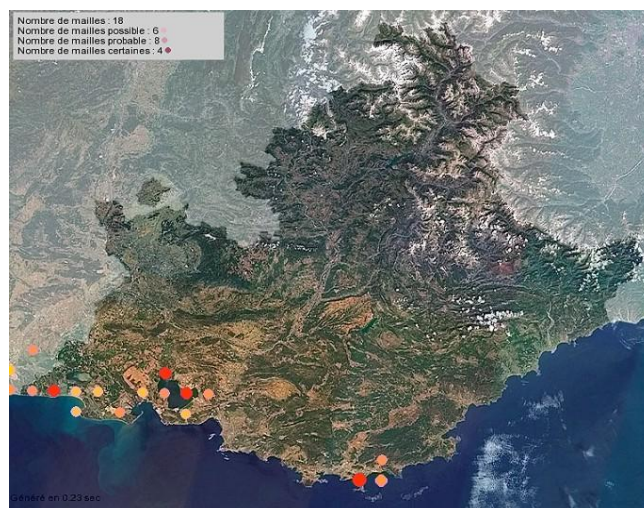 Nombre de mailles : 18
Nombre de mailles possible : 6
Nombre de mailles probable : 8
Nombre de mailles certaines : 4
Généré en 0.23 sec